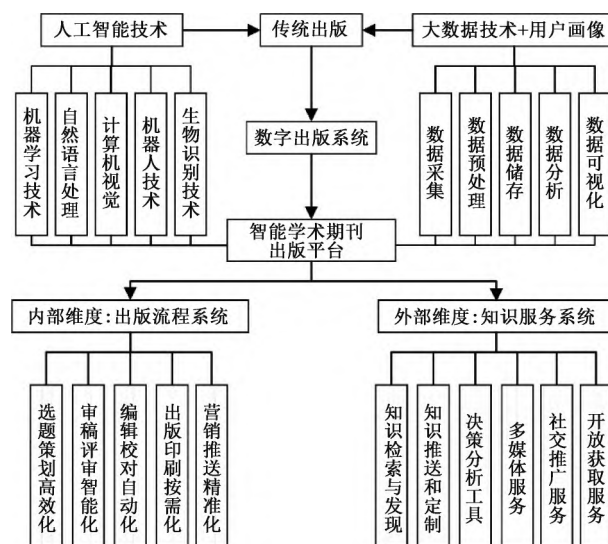 人工智能技术
传统出版
大数据技术+用户画像
机器学习技术
自然语言处理
计算机视觉
机器人技术
生物识别技术
数字出版系统
数据采集
数据预处理
数据储存
数据分析
数据可视化
智能学术期刊
出版平台
内部维度:出版流程系统
外部维度:知识服务系统
选题策划高效化
审稿评审智能化
编辑校对自动化
出版印刷按需化
营销推送精准化
知识检索与发现
知识推送和定制
决策分析工具
多媒体服务
社交推广服务
开放获取服务